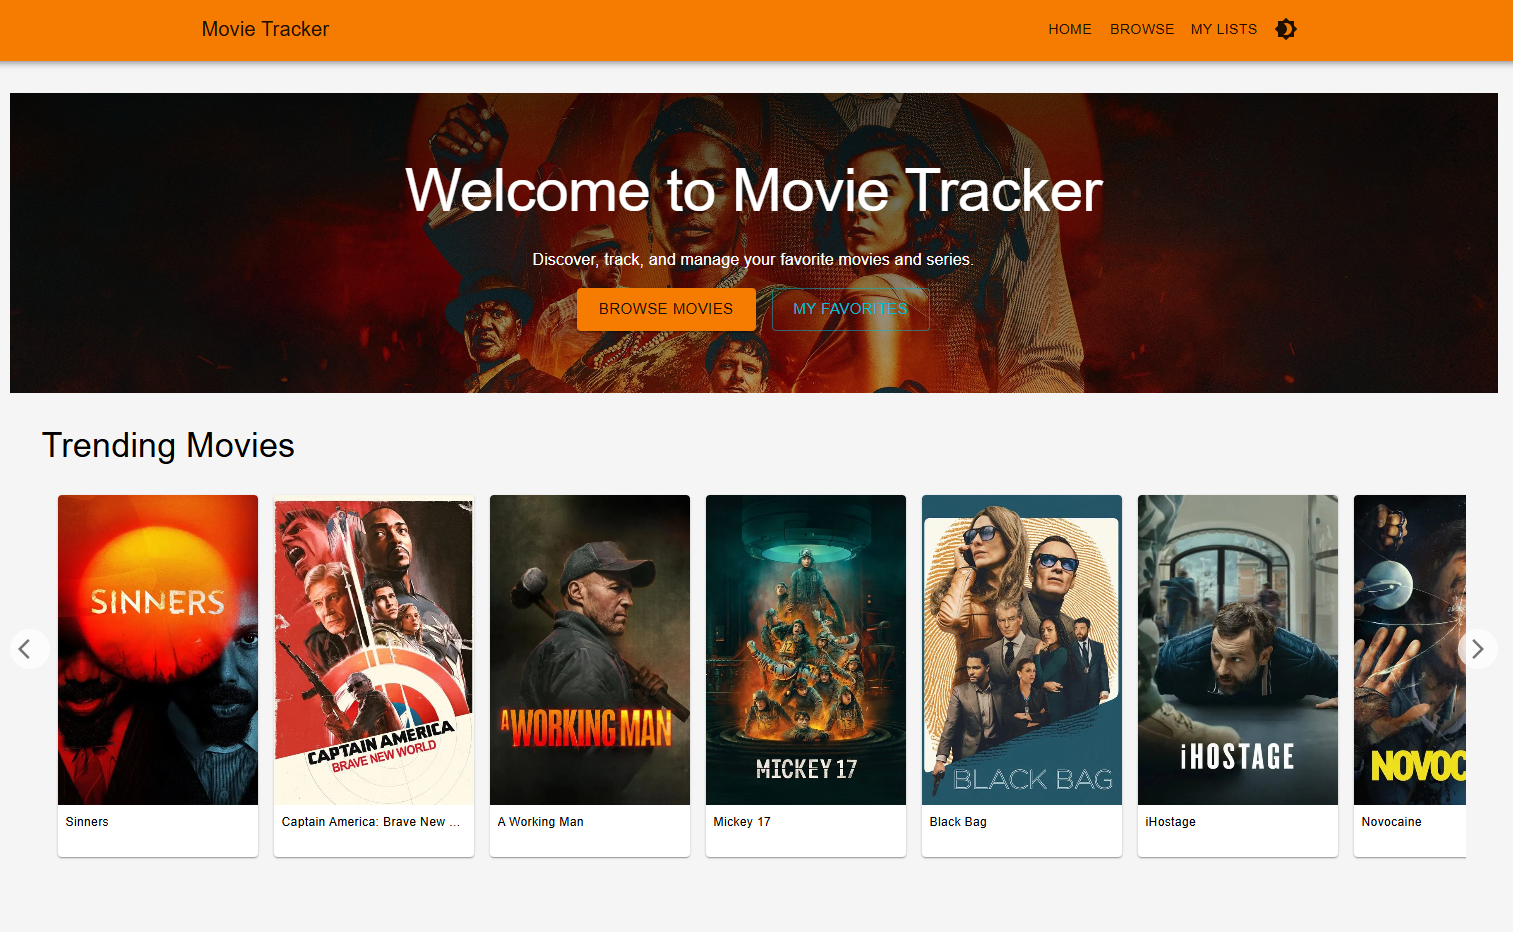 Movie Tracker
HOME
BROWSE
MY LISTS
Welcome to Movie Tracker
Discover, track, and manage your favorite movies and series.
BROWSE MOVIES
MY FAVORITES
Trending Movies
SINNERS
CAPTAIN AMERICA
BRAVE NEW WORLD
A WORKING MAN
MICKEY 17
BLACK BAG
iHOSTAGE
NOVOC
Sinners
Captain America: Brave New ...
A Working Man
Mickey 17
Black Bag
iHostage
Novocaine